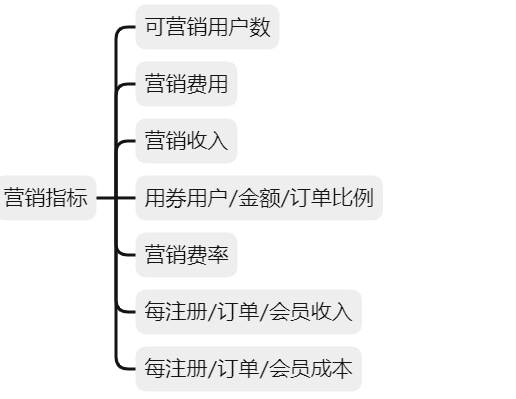 可营销用户数
营销费用
营销收入
营销指标
用券用户/金额/订单比例
营销费率
每注册/订单/会员收入
每注册/订单/会员成本